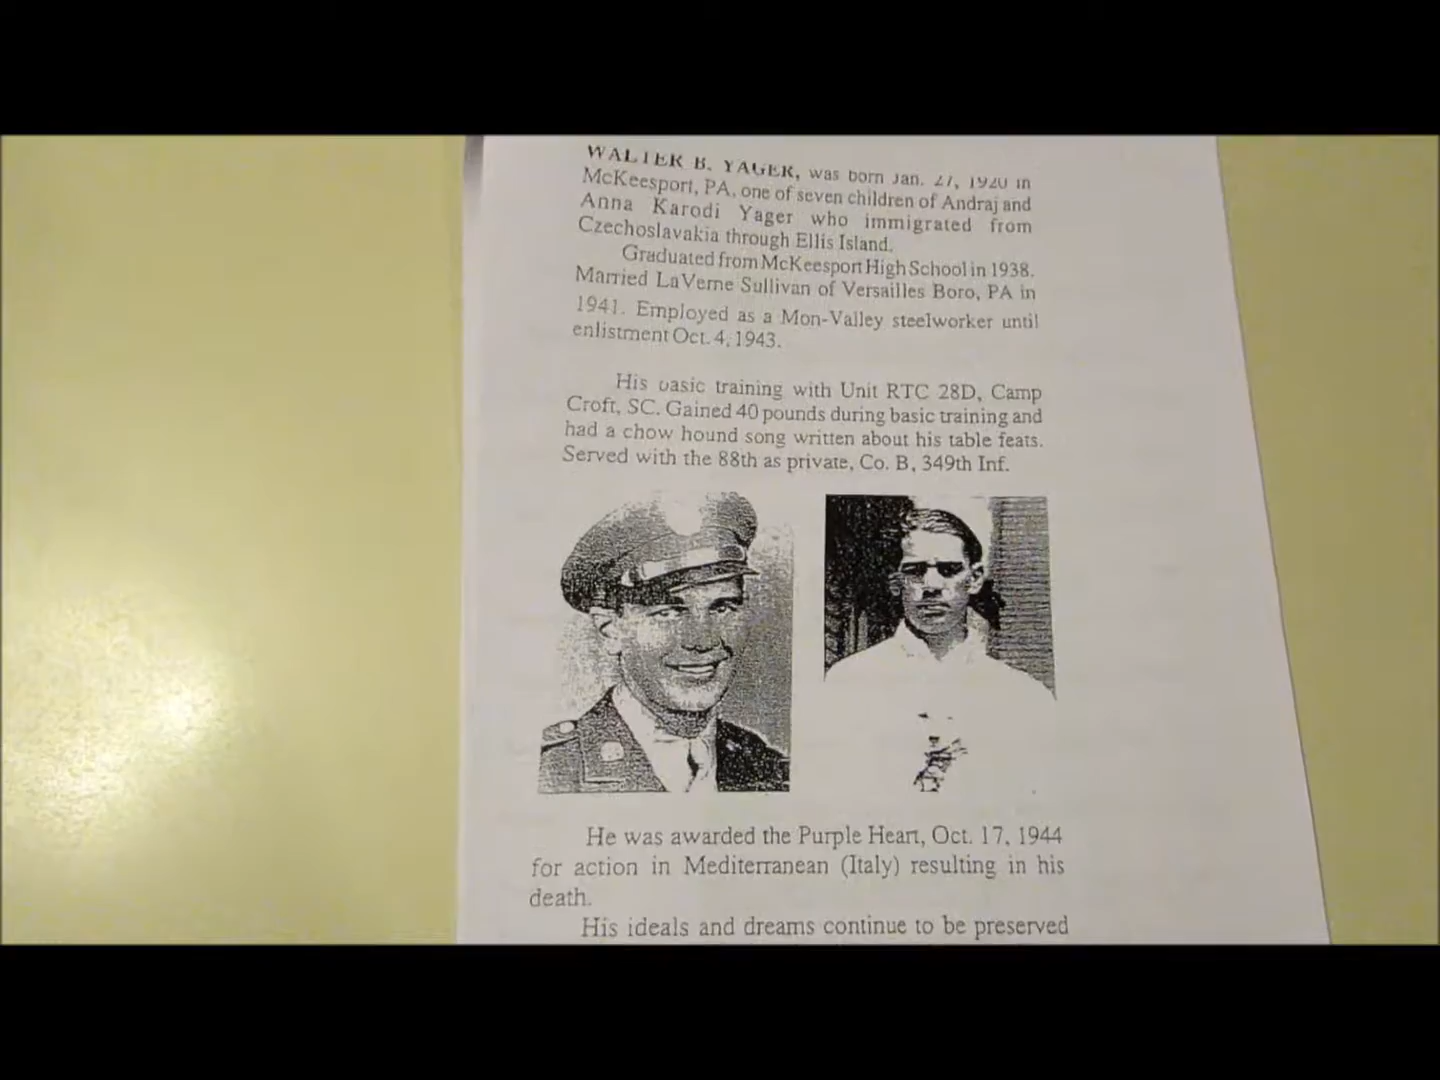 WALTER B. YAGER, was born Jan. 27, 1920 in
McKeesport, PA, one of seven children of Andraj and
Anna Karodi Yager who immigrated from
Czechoslavakia through Ellis Island.
Graduated from McKeesport High School in 1938.
Married LaVerne Sullivan of Versailles Boro, PA in
1941. Employed as a Mon-Valley steelworker until
enlistment Oct. 4, 1943.
His basic training with Unit RTC 28D, Camp
Croft, SC. Gained 40 pounds during basic training and
had a chow hound song written about his table feats.
Served with the 88th as private, Co. B, 349th Inf.
He was awarded the Purple Heart, Oct. 17, 1944
for action in Mediterranean (Italy) resulting in his
death.
His ideals and dreams continue to be preserved